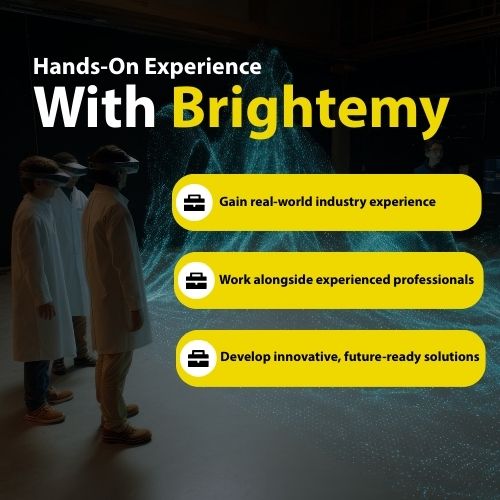 Hands-On Experience
With Brightemy
Gain real-world industry experience
Work alongside experienced professionals
Develop innovative, future-ready solutions